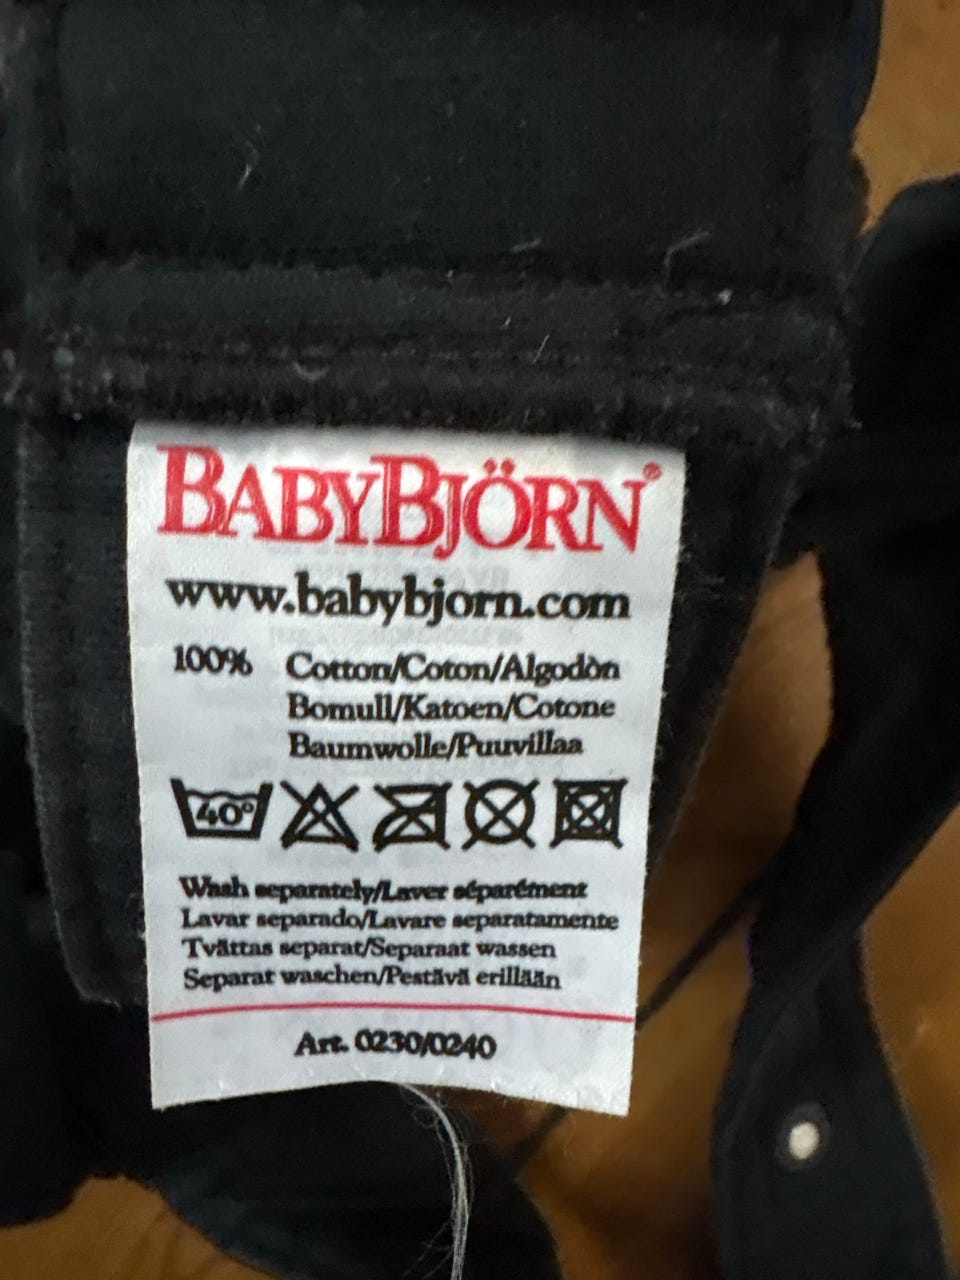 BABYBJÖRN®
www.babybjorn.com
100% Cotton/Coton/Algodòn
Bomull/Katoen/Cotone
Baumwolle/Puuvillaa
40°
Wash separately/Laver séparément
Lavar separado/Lavare separatamente
Tvättas separat/Separaat wassen
Separat waschen/Pestävä erillään
Art. 0230/0240